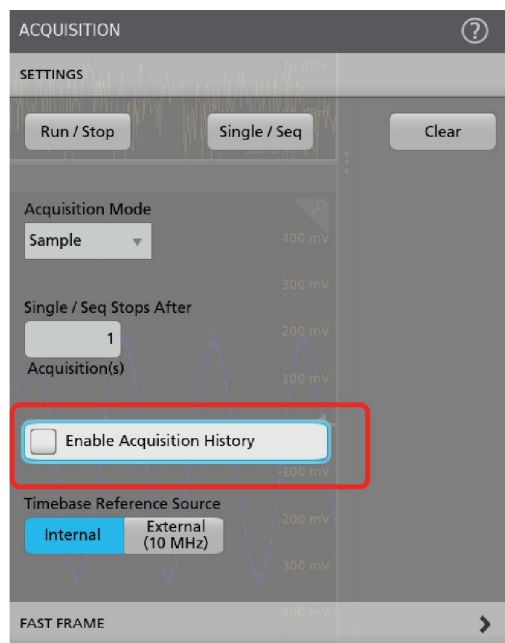 ACQUISITION
?
SETTINGS
-76 dBm
Run / Stop
Single / Seq
Clear
Acquisition Mode
Sample
400 mV
300 mV
Single / Seq Stops After
1
200 mV
Acquisition(s)
100 mV
Enable Acquisition History
-100 mV
Timebase Reference Source
Internal
External
(10 MHz)
-200 mV
-300 mV
-400 mV
FAST FRAME